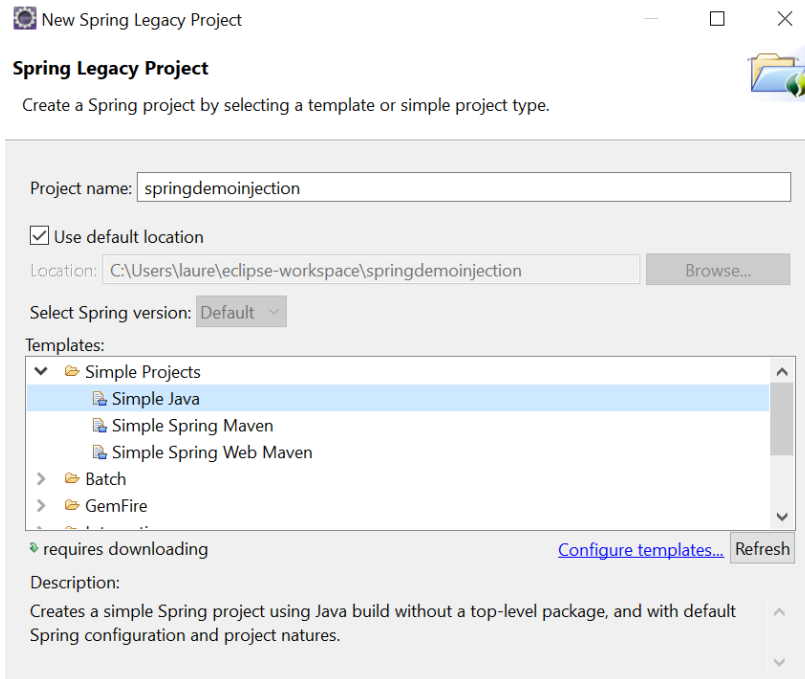 New Spring Legacy Project
Spring Legacy Project
Create a Spring project by selecting a template or simple project type.
Project name: springdemoinjection
Use default location
Location: C:\Users\laure\eclipse-workspace\springdemoinjection Browse...
Select Spring version: Default
Templates:
Simple Projects
Simple Java
Simple Spring Maven
Simple Spring Web Maven
Batch
GemFire
requires downloading Configure templates... Refresh
Description:
Creates a simple Spring project using Java build without a top-level package, and with default
Spring configuration and project natures.